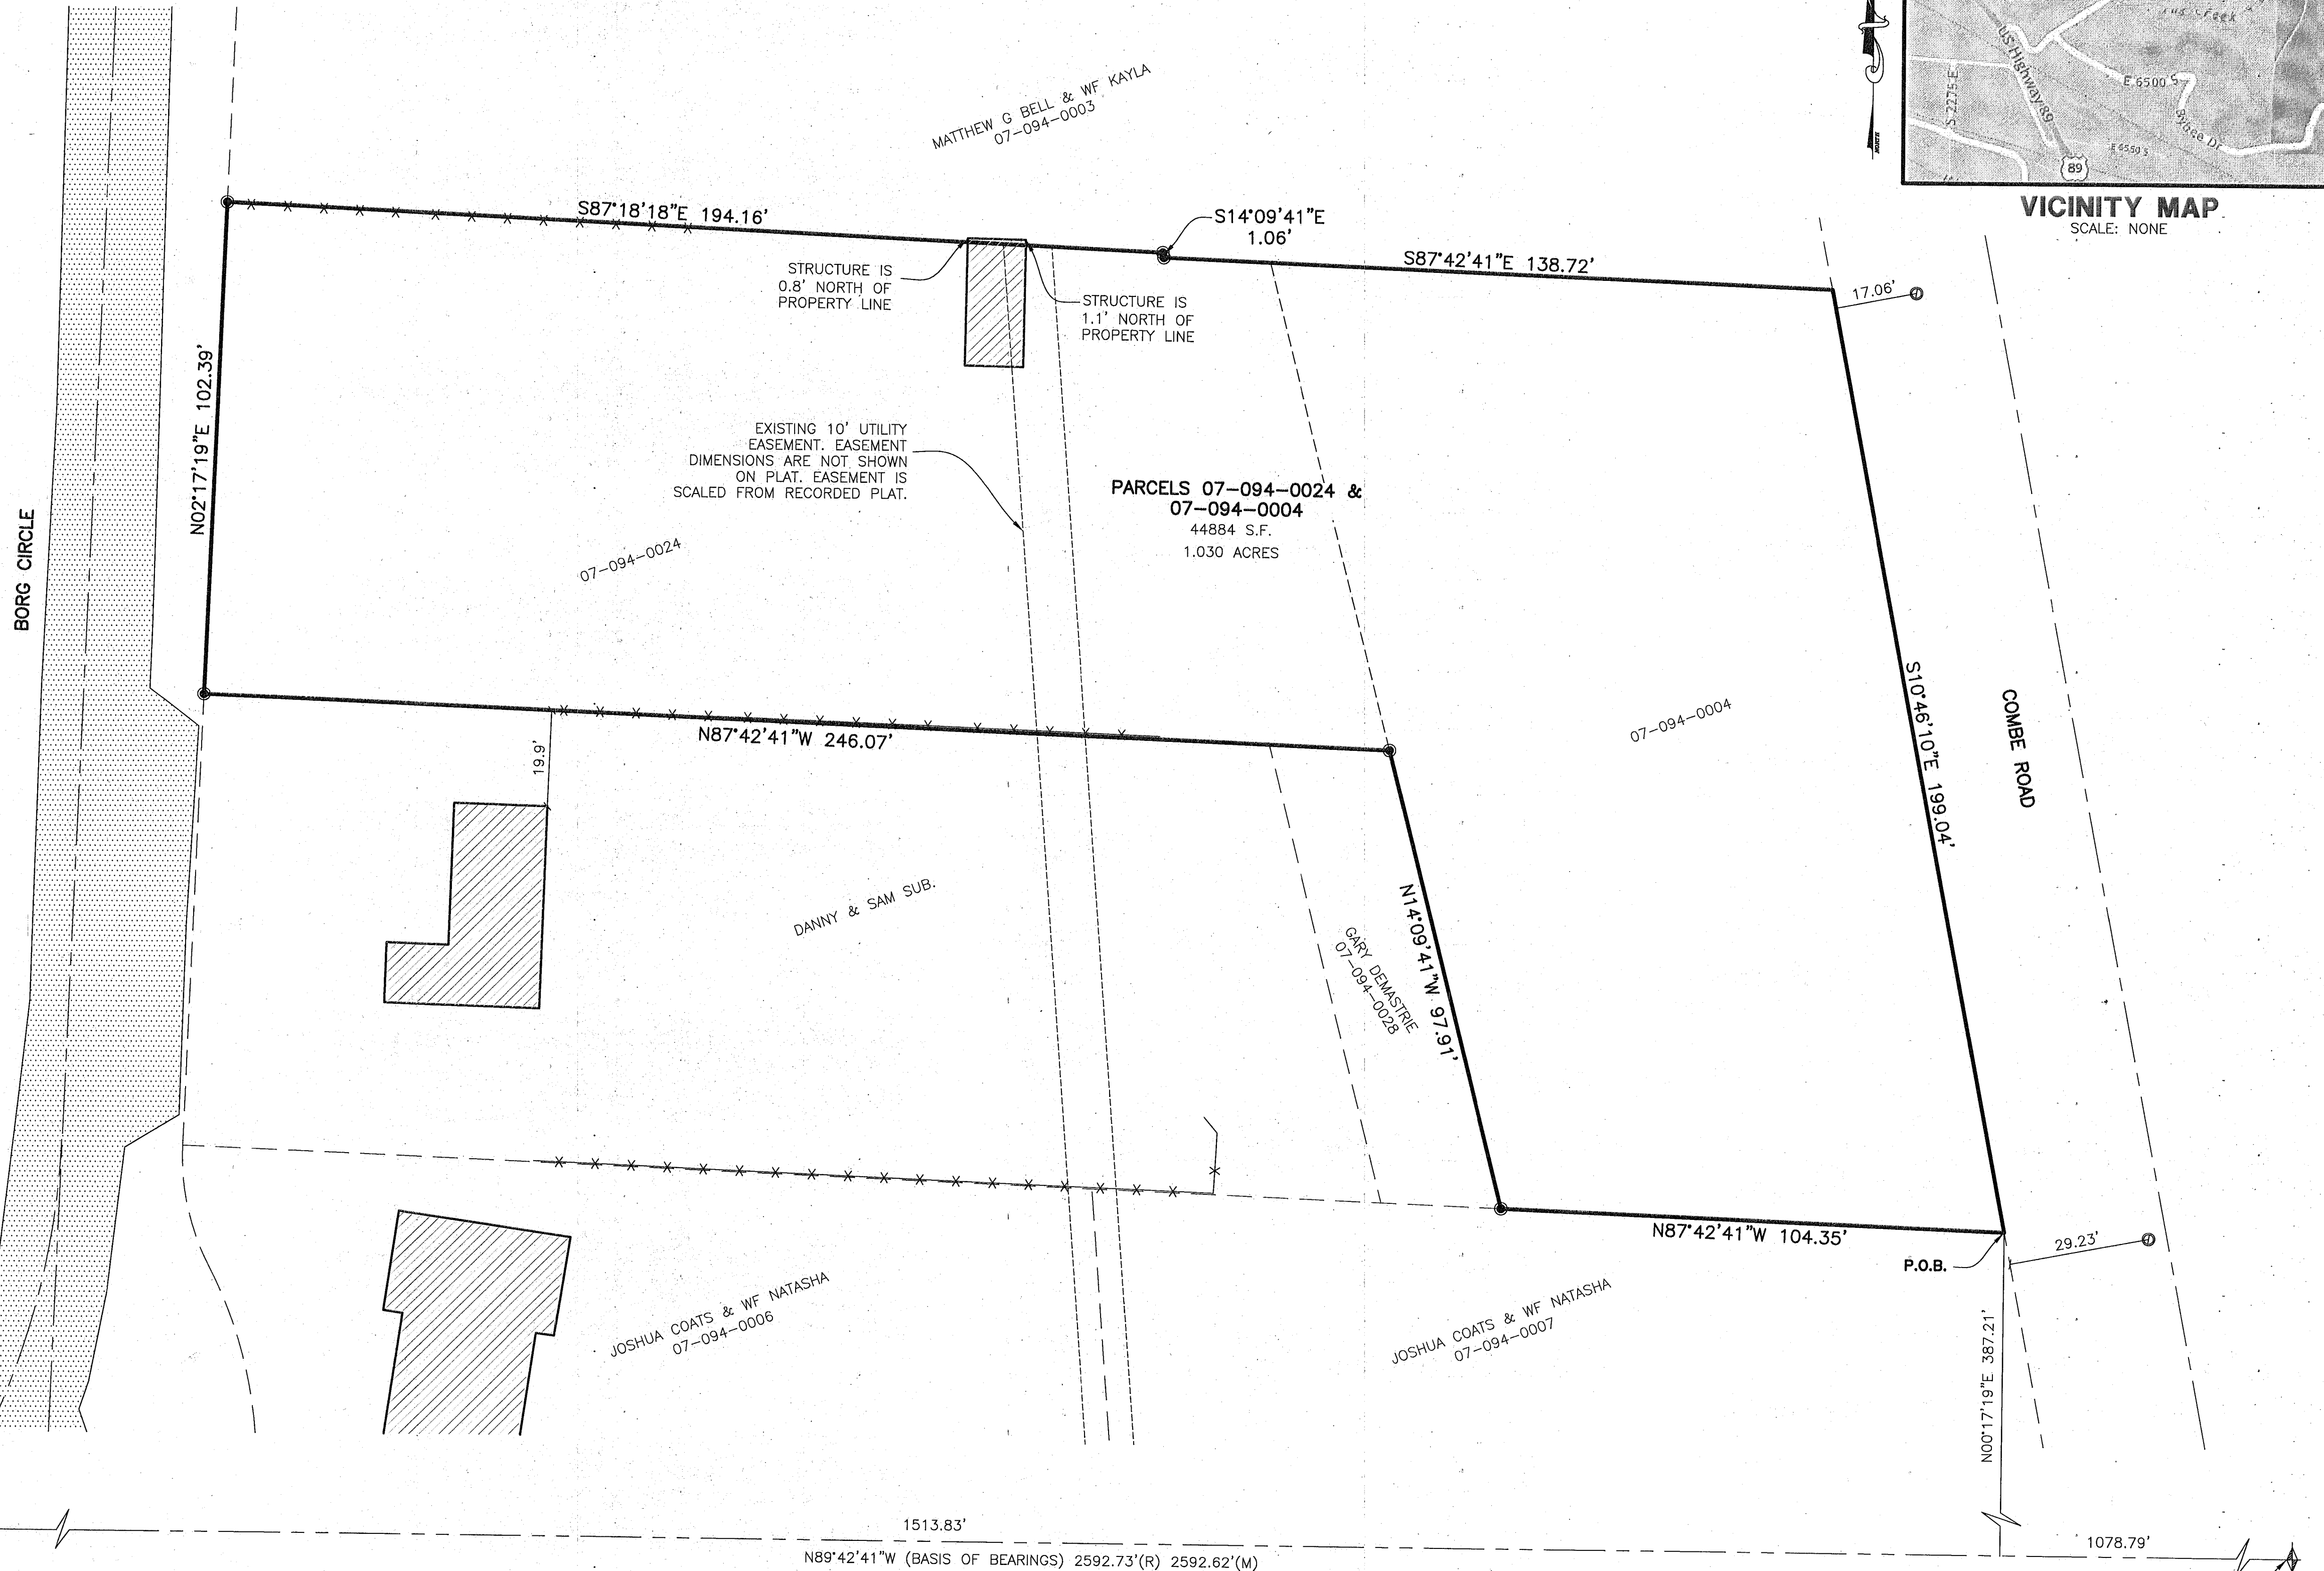 US Highway 89
S 2275 E
E 6500 S
Bybee Dr
E 6550 S
89
VICINITY MAP
SCALE: NONE
MATTHEW G BELL & WF KAYLA
07-094-0003
S87°18'18"E 194.16'
S14°09'41"E
1.06'
S87°42'41"E 138.72'
17.06'
STRUCTURE IS
0.8' NORTH OF
PROPERTY LINE
STRUCTURE IS
1.1' NORTH OF
PROPERTY LINE
N02°17'19"E 102.39'
EXISTING 10' UTILITY
EASEMENT. EASEMENT
DIMENSIONS ARE NOT SHOWN
ON PLAT. EASEMENT IS
SCALED FROM RECORDED PLAT.
PARCELS 07-094-0024 &
07-094-0004
44884 S.F.
1.030 ACRES
BORG CIRCLE
07-094-0024
07-094-0004
S10°46'10"E 199.04'
COMBE ROAD
N87°42'41"W 246.07'
19.9'
DANNY & SAM SUB.
N14°09'41"W 97.91'
GARY DEMASTRIE
07-094-0028
N87°42'41"W 104.35'
P.O.B.
29.23'
JOSHUA COATS & WF NATASHA
07-094-0006
JOSHUA COATS & WF NATASHA
07-094-0007
N00°17'19"E 387.21'
1513.83'
1078.79'
N89°42'41"W (BASIS OF BEARINGS) 2592.73'(R) 2592.62'(M)